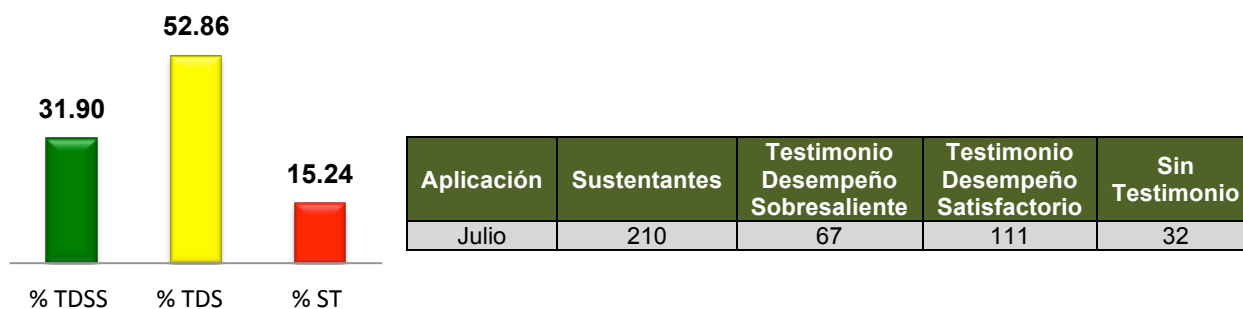 52.86
31.90
15.24
% TDSS % TDS % ST
Aplicación Sustentantes Testimonio Desempeño Sobresaliente Testimonio Desempeño Satisfactorio Sin Testimonio
Julio 210 67 111 32